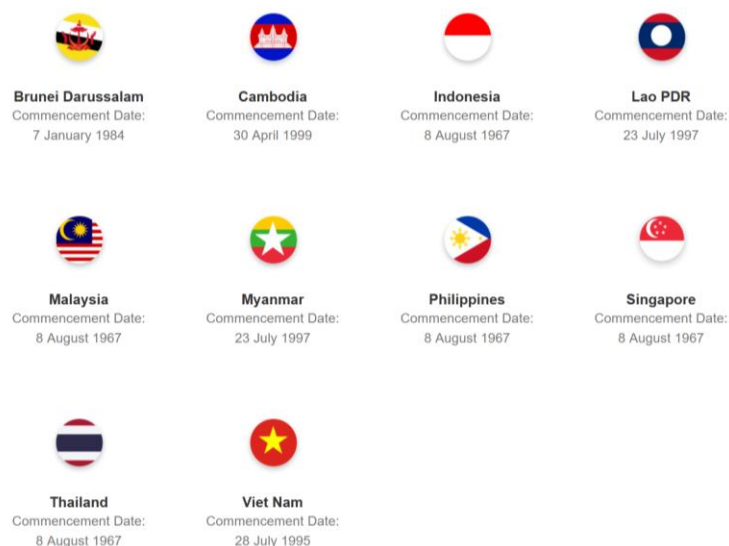 Brunei Darussalam
Commencement Date:
7 January 1984
Cambodia
Commencement Date:
30 April 1999
Indonesia
Commencement Date:
8 August 1967
Lao PDR
Commencement Date:
23 July 1997
Malaysia
Commencement Date:
8 August 1967
Myanmar
Commencement Date:
23 July 1997
Philippines
Commencement Date:
8 August 1967
Singapore
Commencement Date:
8 August 1967
Thailand
Commencement Date:
8 August 1967
Viet Nam
Commencement Date:
28 July 1995